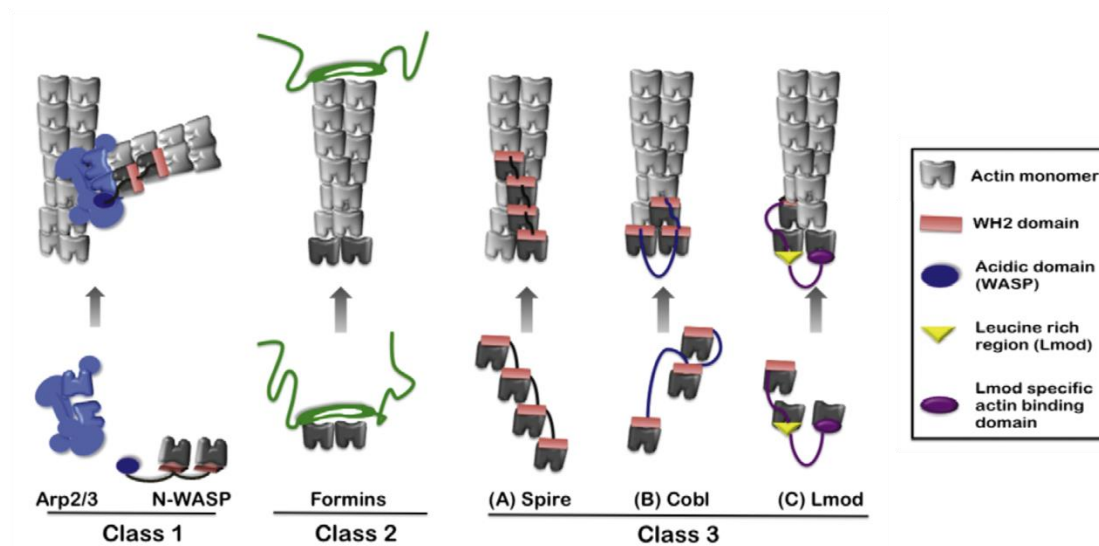 Arp2/3 N-WASP
Class 1
Formins
Class 2
(A) Spire (B) Cobl (C) Lmod
Class 3
Actin monomer
WH2 domain
Acidic domain
(WASP)
Leucine rich
region (Lmod)
Lmod specific
actin binding
domain